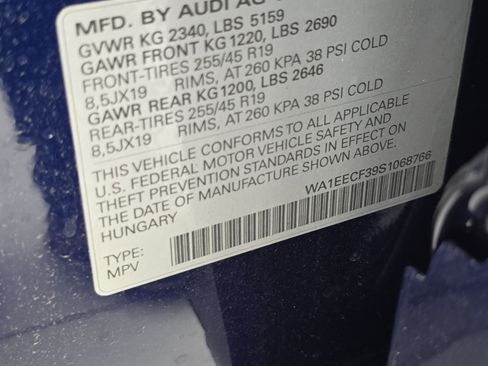 MFD. BY AUDI AG
GVWR KG 2340, LBS 5159
GAWR FRONT KG1220, LBS 2690
FRONT-TIRES 255/45 R19
8,5JX19 RIMS, AT 260 KPA 38 PSI COLD
GAWR REAR KG1200, LBS 2646
REAR-TIRES 255/45 R19
8,5JX19 RIMS, AT 260 KPA 38 PSI COLD
THIS VEHICLE CONFORMS TO ALL APPLICABLE
U.S. FEDERAL MOTOR VEHICLE SAFETY AND
THEFT PREVENTION STANDARDS IN EFFECT ON
THE DATE OF MANUFACTURE SHOWN ABOVE.
HUNGARY
WA1EECF39S1068766
TYPE:
MPV